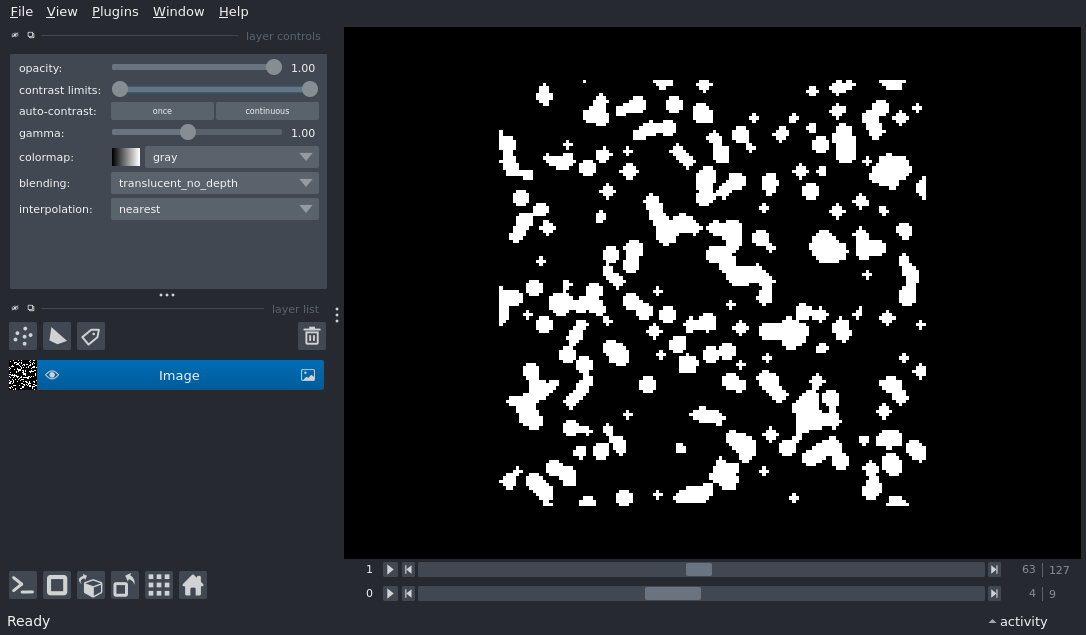 File View Plugins Window Help
layer controls
opacity: 1.00
contrast limits:
auto-contrast: once continuous
gamma: 1.00
colormap: gray
blending: translucent_no_depth
interpolation: nearest
layer list
Image
1 63 127
0 4 9
Ready activity